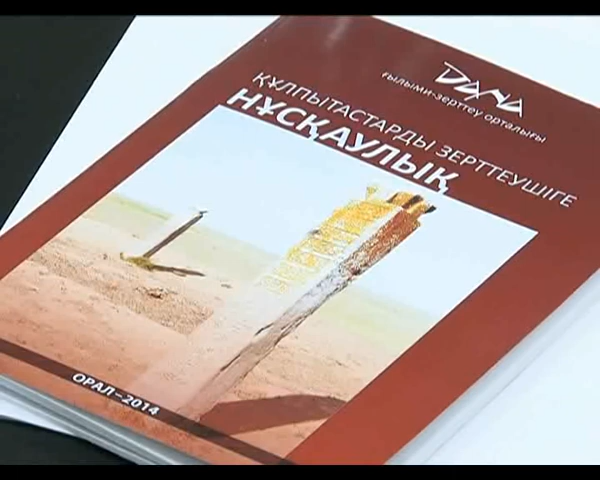 DANA
ғылыми-зерттеу орталығы
ҚҰЛПЫТАСТАРДЫ ЗЕРТТЕУШІГЕ
НҰСҚАУЛЫҚ
ОРАЛ-2014